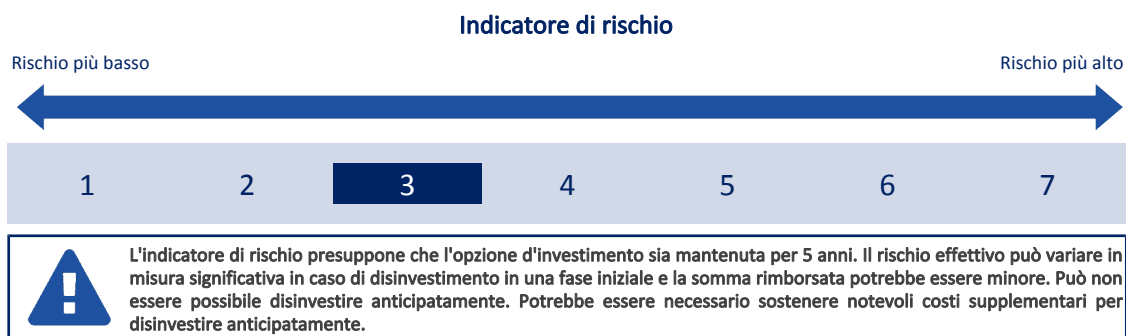 Indicatore di rischio
Rischio più basso Rischio più alto
1 2 3 4 5 6 7
L'indicatore di rischio presuppone che l'opzione d'investimento sia mantenuta per 5 anni. Il rischio effettivo può variare in
misura significativa in caso di disinvestimento in una fase iniziale e la somma rimborsata potrebbe essere minore. Può non
essere possibile disinvestire anticipatamente. Potrebbe essere necessario sostenere notevoli costi supplementari per
disinvestire anticipatamente.